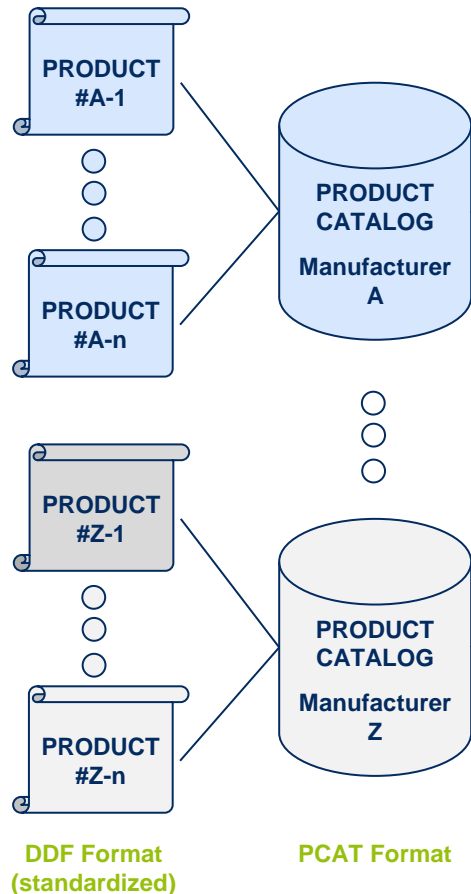 PRODUCT
#A-1
PRODUCT
CATALOG
Manufacturer
A
PRODUCT
#A-n
PRODUCT
#Z-1
PRODUCT
CATALOG
Manufacturer
Z
PRODUCT
#Z-n
DDF Format
(standardized)
PCAT Format